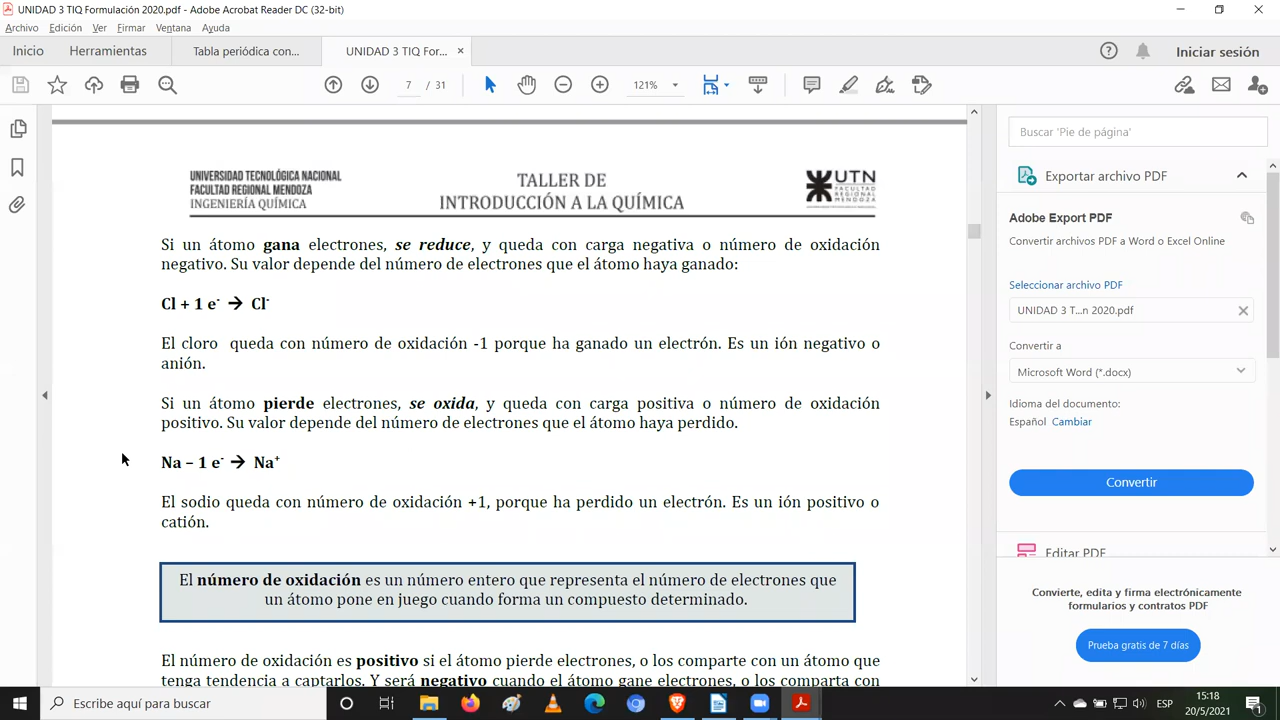 UNIDAD 3 TIQ Formulación 2020.pdf - Adobe Acrobat Reader DC (32-bit)
Archivo Edición Ver Firmar Ventana Ayuda
Inicio Herramientas Tabla periódica con... UNIDAD 3 TIQ For... × Iniciar sesión
7 / 31 121%
Buscar 'Pie de página'
Exportar archivo PDF
Adobe Export PDF
Convertir archivos PDF a Word o Excel Online
Seleccionar archivo PDF
UNIDAD 3 T...n 2020.pdf
Convertir a
Microsoft Word (*.docx)
Idioma del documento:
Español Cambiar
Convertir
Editar PDF
Convierte, edita y firma electrónicamente
formularios y contratos PDF
Prueba gratis de 7 días
UNIVERSIDAD TECNOLÓGICA NACIONAL
FACULTAD REGIONAL MENDOZA
INGENIERÍA QUÍMICA
TALLER DE
INTRODUCCIÓN A LA QUÍMICA
UTN
FACULTAD
REGIONAL
MENDOZA
Si un átomo gana electrones, se reduce, y queda con carga negativa o número de oxidación
negativo. Su valor depende del número de electrones que el átomo haya ganado:
Cl + 1 e⁻ → Cl⁻
El cloro queda con número de oxidación -1 porque ha ganado un electrón. Es un ión negativo o
anión.
Si un átomo pierde electrones, se oxida, y queda con carga positiva o número de oxidación
positivo. Su valor depende del número de electrones que el átomo haya perdido.
Na – 1 e⁻ → Na⁺
El sodio queda con número de oxidación +1, porque ha perdido un electrón. Es un ión positivo o
catión.
El número de oxidación es un número entero que representa el número de electrones que
un átomo pone en juego cuando forma un compuesto determinado.
El número de oxidación es positivo si el átomo pierde electrones, o los comparte con un átomo que
tenga tendencia a captarlos. Y será negativo cuando el átomo gane electrones, o los comparta con
Escribe aquí para buscar
ESP
15:18
20/5/2021